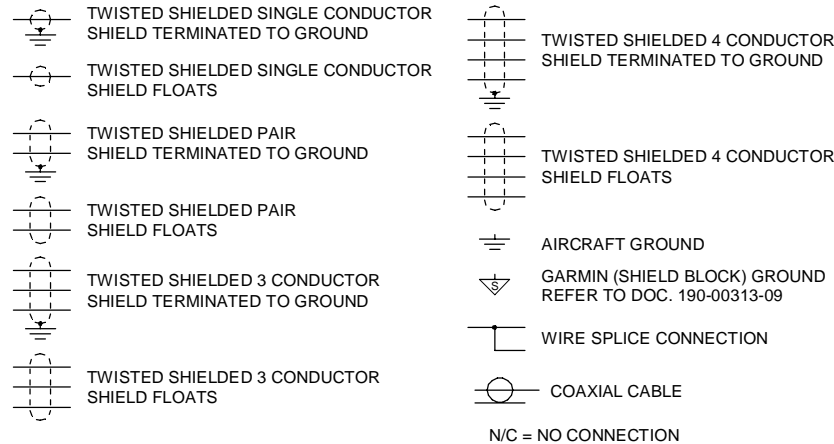 TWISTED SHIELDED SINGLE CONDUCTOR
SHIELD TERMINATED TO GROUND
TWISTED SHIELDED SINGLE CONDUCTOR
SHIELD FLOATS
TWISTED SHIELDED PAIR
SHIELD TERMINATED TO GROUND
TWISTED SHIELDED PAIR
SHIELD FLOATS
TWISTED SHIELDED 3 CONDUCTOR
SHIELD TERMINATED TO GROUND
TWISTED SHIELDED 3 CONDUCTOR
SHIELD FLOATS
TWISTED SHIELDED 4 CONDUCTOR
SHIELD TERMINATED TO GROUND
TWISTED SHIELDED 4 CONDUCTOR
SHIELD FLOATS
AIRCRAFT GROUND
S
GARMIN (SHIELD BLOCK) GROUND
REFER TO DOC. 190-00313-09
WIRE SPLICE CONNECTION
COAXIAL CABLE
N/C = NO CONNECTION